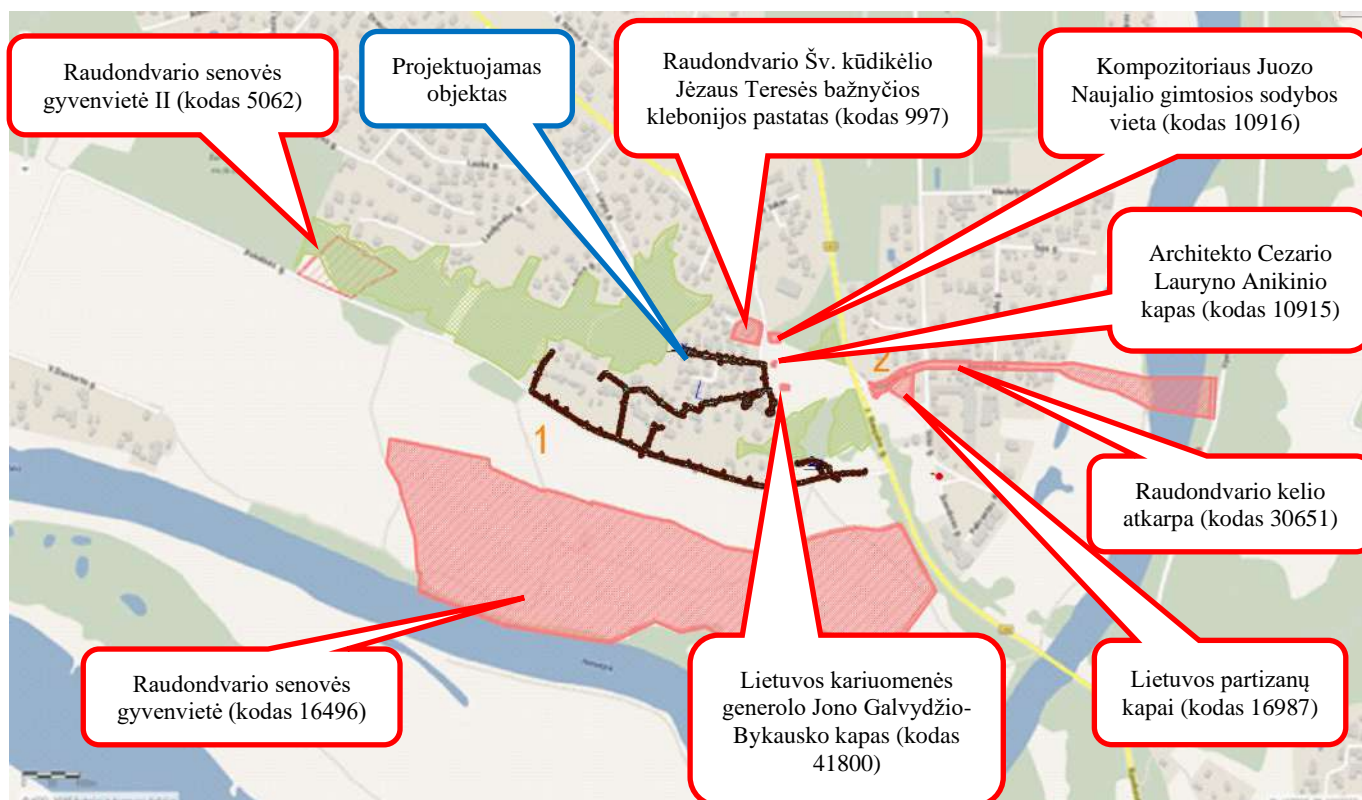 Raudondvario senovės
gyvenvietė II (kodas 5062)
Projektuojamas
objektas
Raudondvario Šv. kūdikėlio
Jėzaus Teresės bažnyčios
klebonijos pastatas (kodas 997)
Kompozitoriaus Juozo
Naujalio gimtosios sodybos
vieta (kodas 10916)
Architekto Cezario
Lauryno Anikinio
kapas (kodas 10915)
2
1
Raudondvario kelio
atkarpa (kodas 30651)
Raudondvario senovės
gyvenvietė (kodas 16496)
Lietuvos kariuomenės
generolo Jono Galvydžio-
Bykausko kapas (kodas
41800)
Lietuvos partizanų
kapai (kodas 16987)